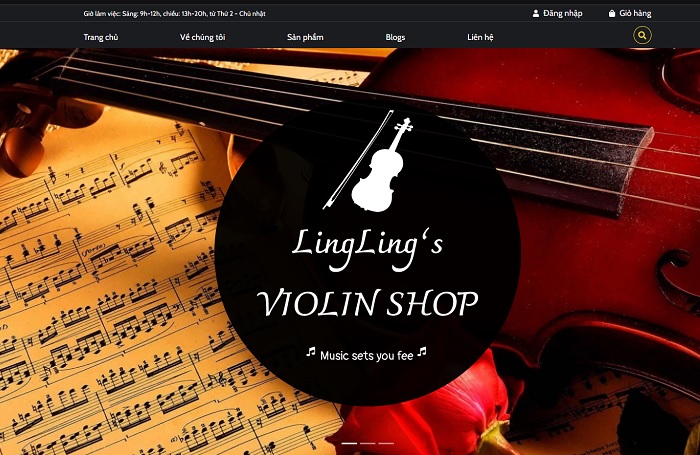 Giờ làm việc: Sáng: 9h-12h, chiều: 13h-20h, từ Thứ 2 - Chủ nhật
Đăng nhập
Giỏ hàng
Trang chủ
Về chúng tôi
Sản phẩm
Blogs
Liên hệ
LingLing‘s
VIOLIN SHOP
Music sets you fee